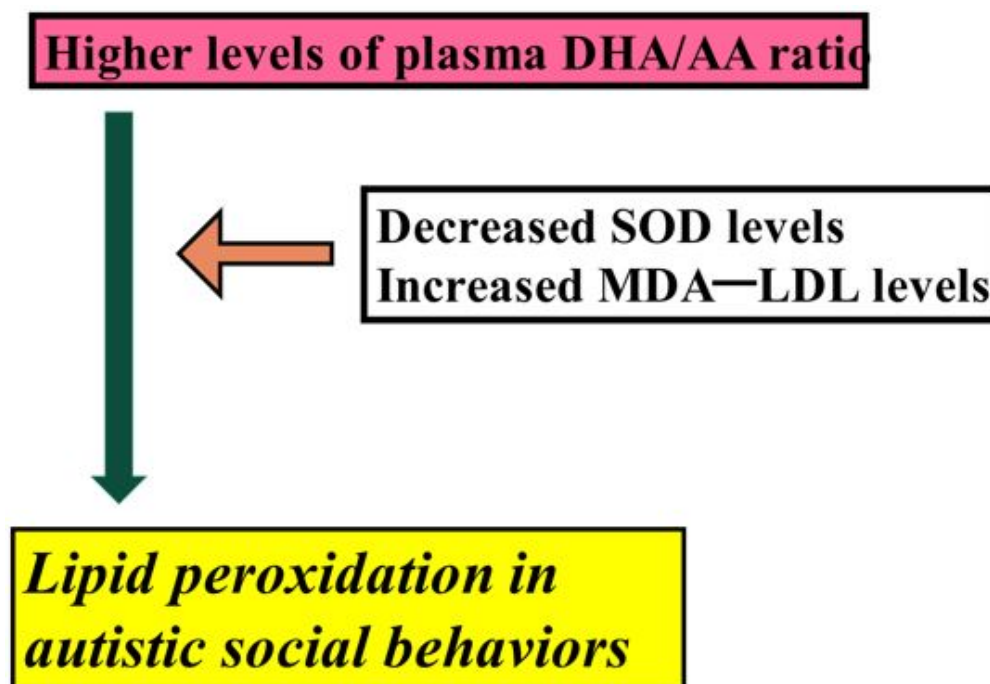 Higher levels of plasma DHA/AA ratio
Decreased SOD levels
Increased MDA—LDL levels
Lipid peroxidation in
autistic social behaviors